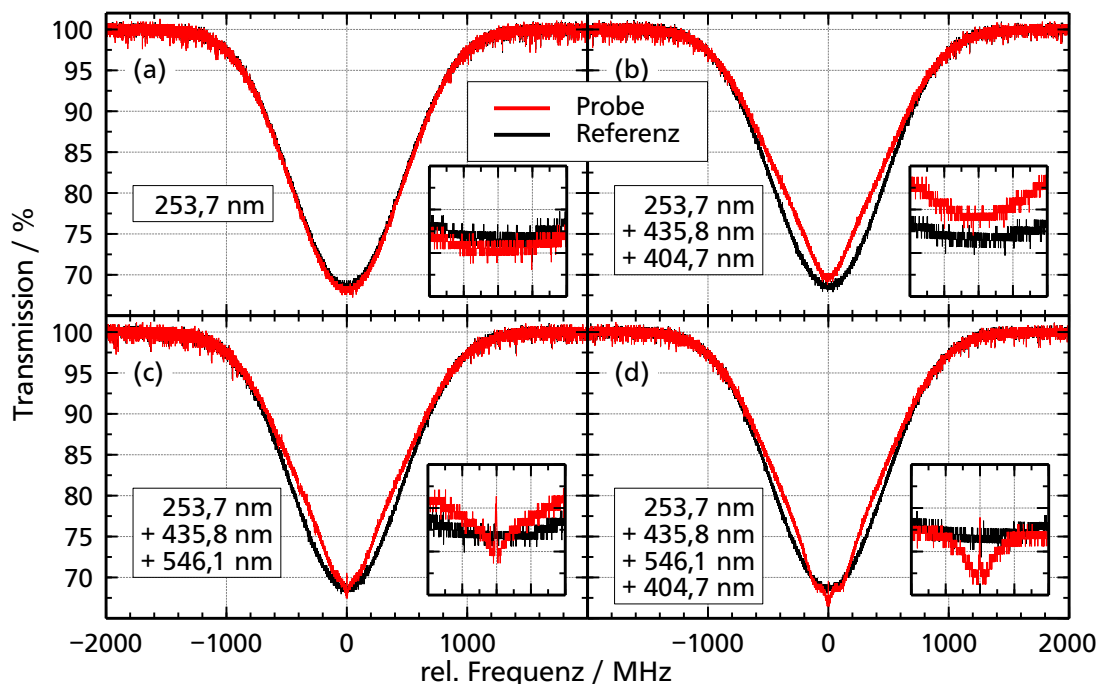 100
95
90
85
80
75
70
(a)
253,7 nm
(b)
Probe
Referenz
253,7 nm
+ 435,8 nm
+ 404,7 nm
Transmission / %
100
95
90
85
80
75
70
(c)
253,7 nm
+ 435,8 nm
+ 546,1 nm
(d)
253,7 nm
+ 435,8 nm
+ 546,1 nm
+ 404,7 nm
−2000 −1000 0 1000 −1000 0 1000 2000
rel. Frequenz / MHz